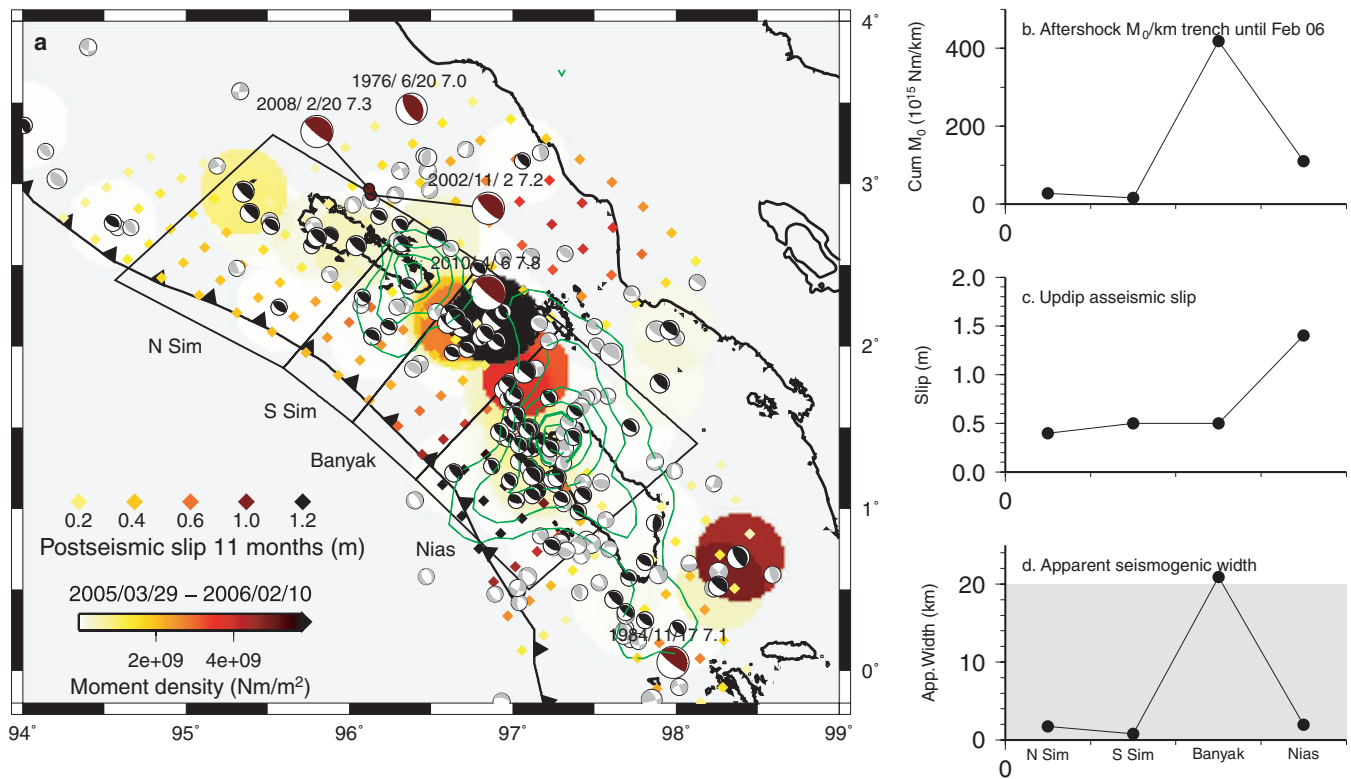 a
1976/ 6/20 7.0
2008/ 2/20 7.3
2002/11/ 2 7.2
2010/ 4/ 6 7.8
N Sim
S Sim
Banyak
Nias
0.2 0.4 0.6 1.0 1.2
Postseismic slip 11 months (m)
2005/03/29 – 2006/02/10
2e+09 4e+09
Moment density (Nm/m²)
1984/11/17 7.1
4°
3°
2°
1°
0°
94° 95° 96° 97° 98° 99°
b. Aftershock M₀/km trench until Feb 06
Cum M₀ (10¹⁵ Nm/km)
400
200
0
0
c. Updip asseismic slip
Slip (m)
2.0
1.5
1.0
0.5
0.0
0
d. Apparent seismogenic width
App.Width (km)
20
10
0
N Sim S Sim Banyak Nias
0